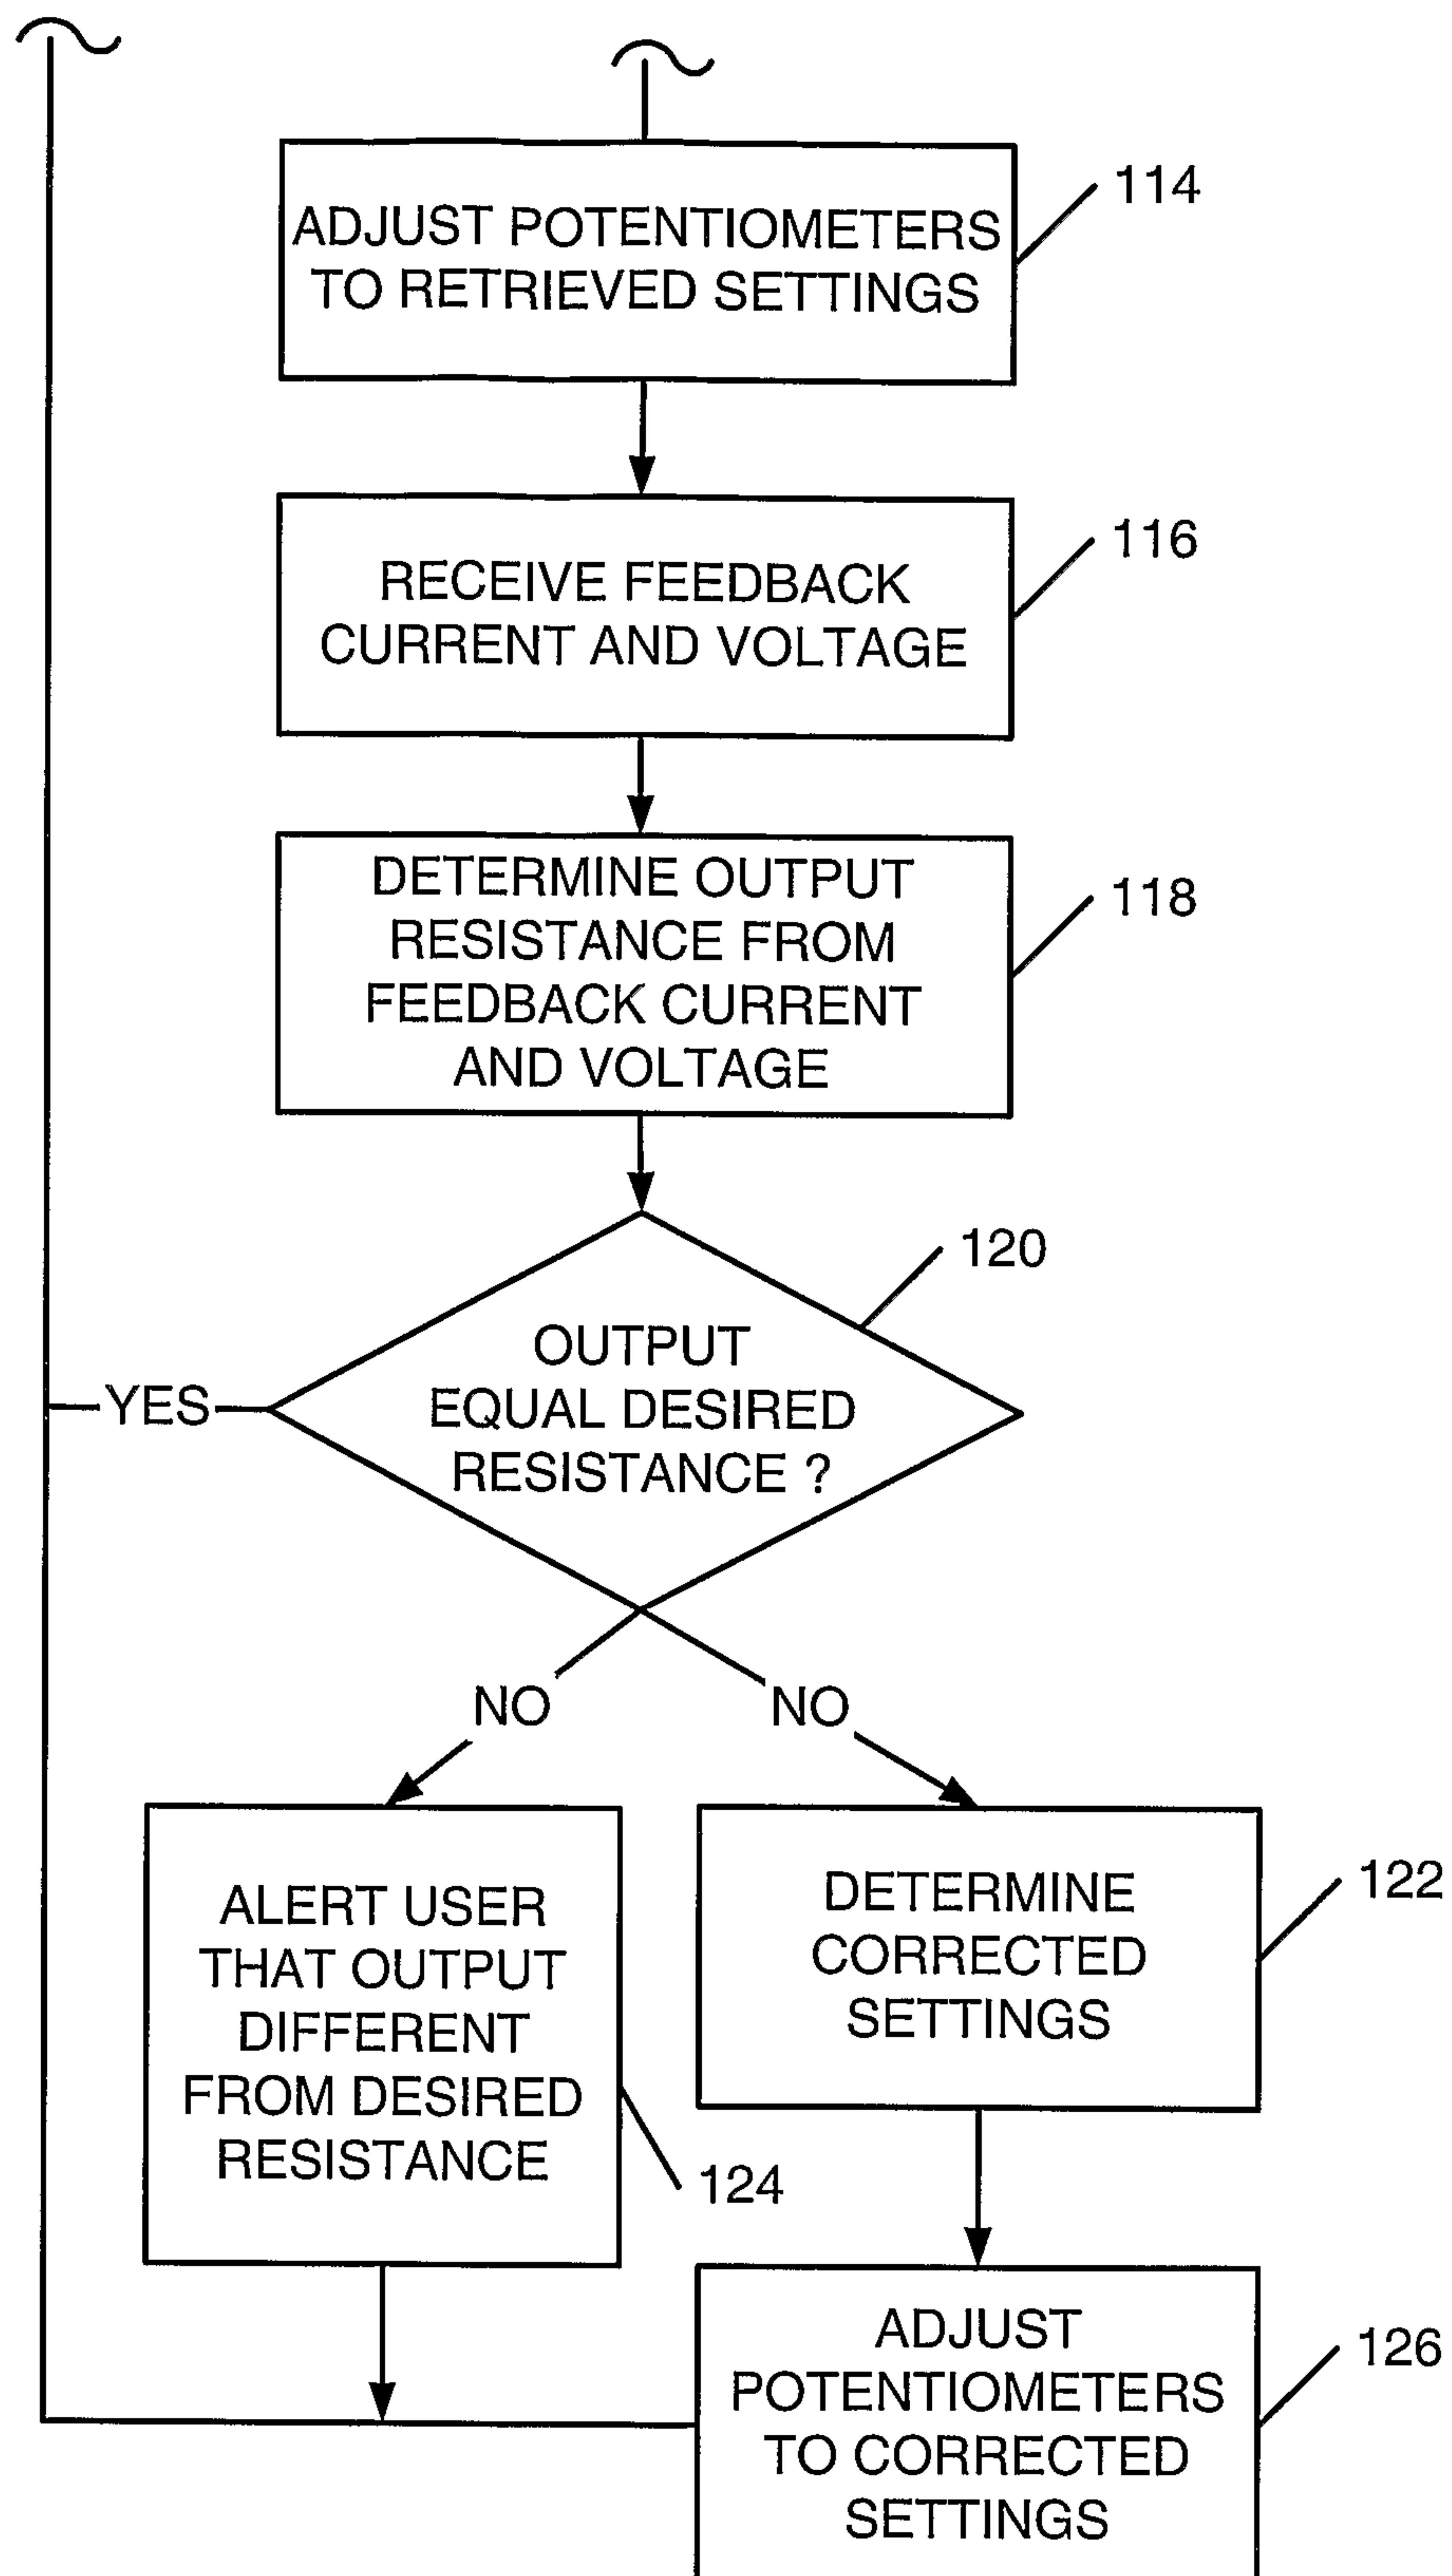 ADJUST POTENTIOMETERS
TO RETRIEVED SETTINGS
114
RECEIVE FEEDBACK
CURRENT AND VOLTAGE
116
DETERMINE OUTPUT
RESISTANCE FROM
FEEDBACK CURRENT
AND VOLTAGE
118
120
OUTPUT
EQUAL DESIRED
RESISTANCE ?
YES
NO
NO
ALERT USER
THAT OUTPUT
DIFFERENT
FROM DESIRED
RESISTANCE
124
DETERMINE
CORRECTED
SETTINGS
122
ADJUST
POTENTIOMETERS
TO CORRECTED
SETTINGS
126